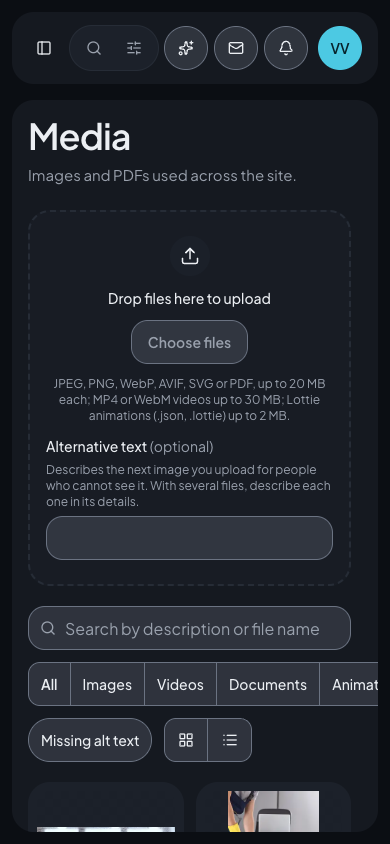 VV
Media
Images and PDFs used across the site.
Drop files here to upload
Choose files
JPEG, PNG, WebP, AVIF, SVG or PDF, up to 20 MB
each; MP4 or WebM videos up to 30 MB; Lottie
animations (.json, .lottie) up to 2 MB.
Alternative text (optional)
Describes the next image you upload for people
who cannot see it. With several files, describe each
one in its details.
Search by description or file name
All Images Videos Documents Animat
Missing alt text